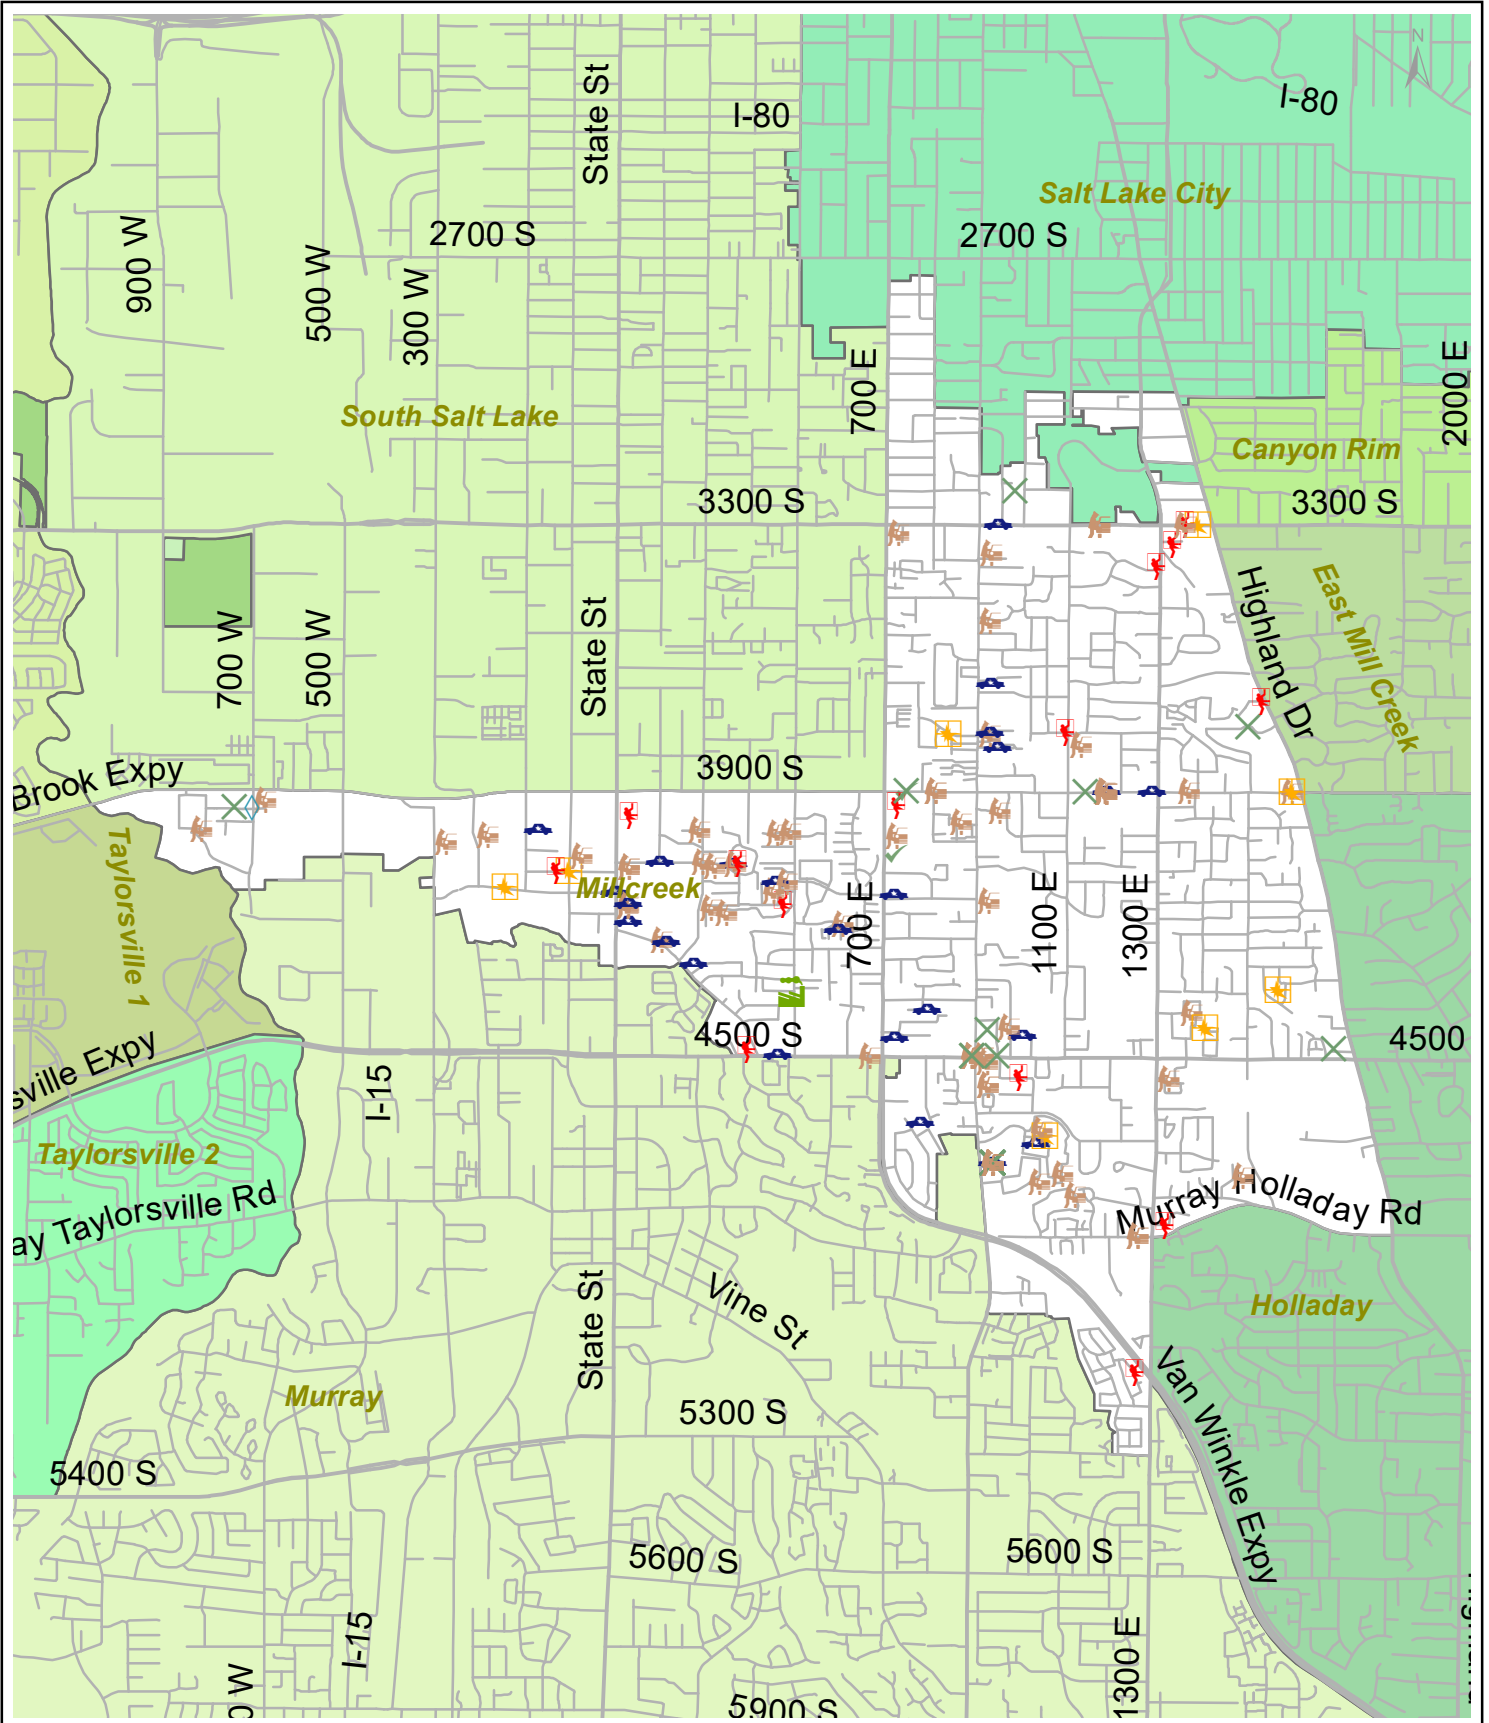 N
I-80
I-80
State St
Salt Lake City
900 W
2700 S
2700 S
500 W
300 W
700 E
2000 E
South Salt Lake
Canyon Rim
3300 S
3300 S
Highland Dr
East Mill Creek
700 W
500 W
State St
3900 S
Brook Expy
Taylorsville 1
Millcreek
700 E
1100 E
1300 E
4500 S
4500
sville Expy
I-15
Taylorsville 2
ay Taylorsville Rd
Murray Holladay Rd
Vine St
State St
Holladay
Murray
Van Winkle Expy
5300 S
5400 S
5600 S
5600 S
I-15
1300 E
0 W
5900 S